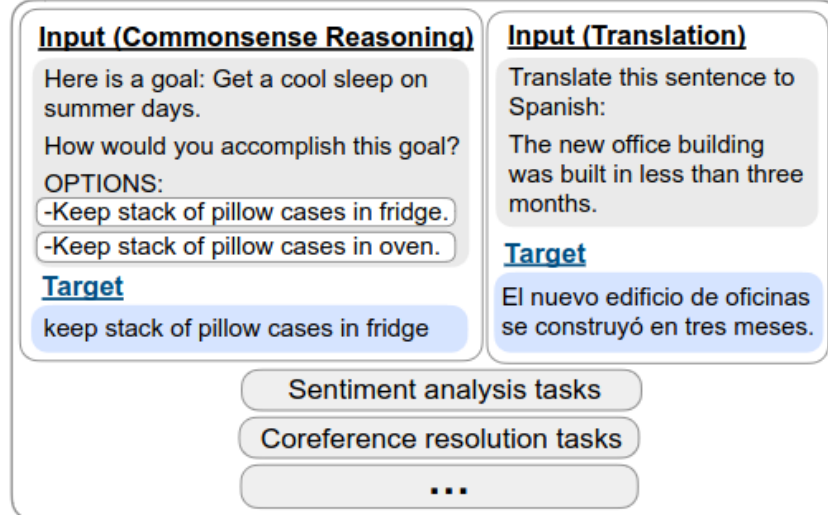 Input (Commonsense Reasoning)
Here is a goal: Get a cool sleep on
summer days.
How would you accomplish this goal?
OPTIONS:
-Keep stack of pillow cases in fridge.
-Keep stack of pillow cases in oven.
Target
keep stack of pillow cases in fridge
Input (Translation)
Translate this sentence to
Spanish:
The new office building
was built in less than three
months.
Target
El nuevo edificio de oficinas
se construyó en tres meses.
Sentiment analysis tasks
Coreference resolution tasks
...